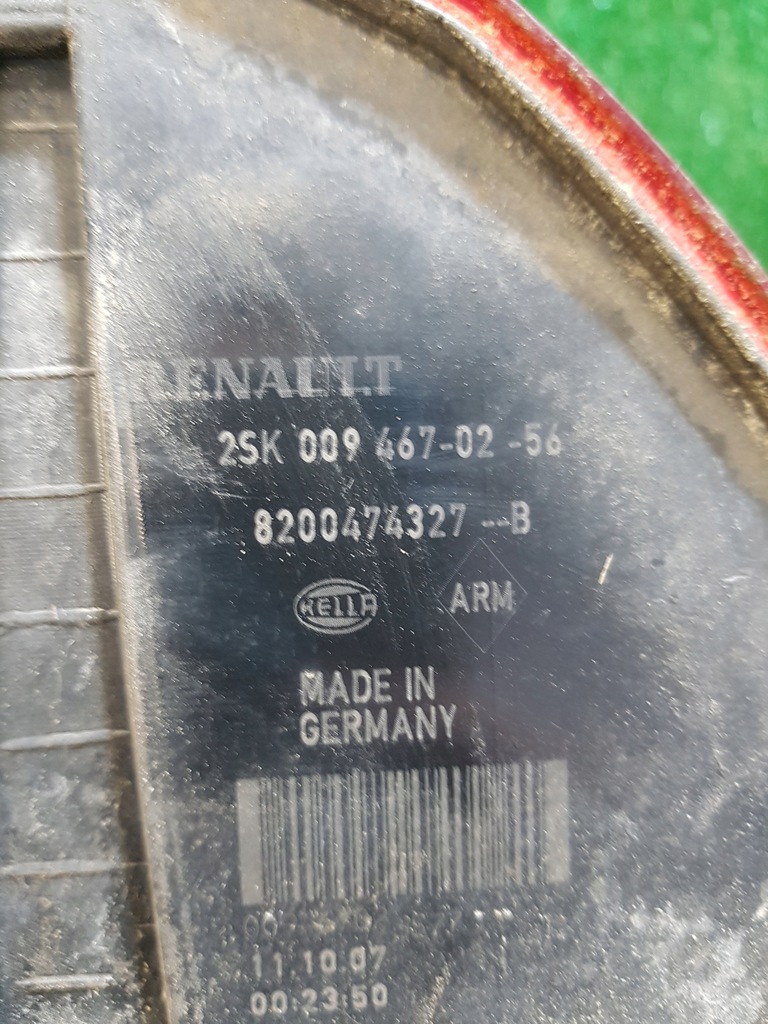 RENAULT
2SK 009 467-02 -56
8200474327 --B
HELLA
ARM
MADE IN
GERMANY
11.10.07
00:23:50